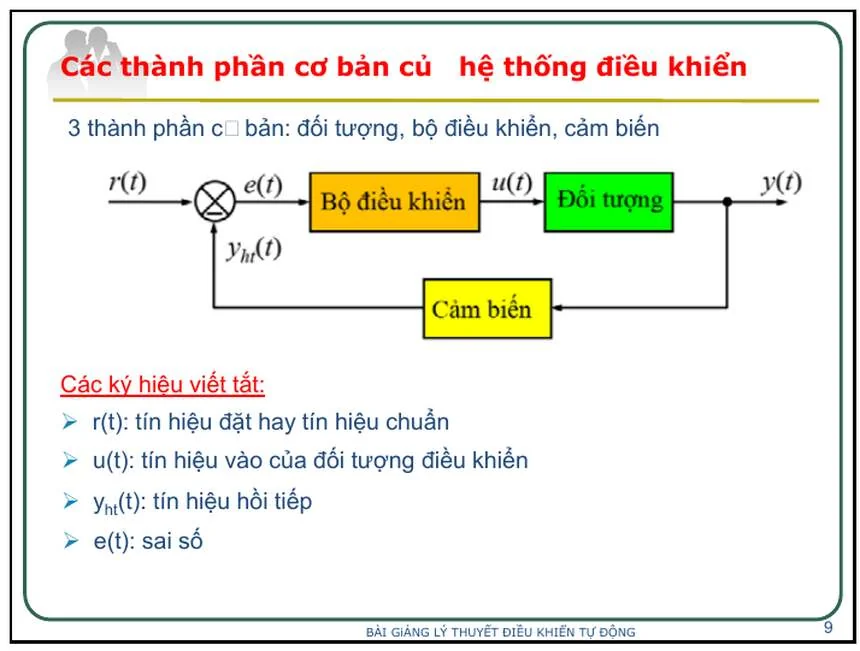 Các thành phần cơ bản củ hệ thống điều khiển
3 thành phần c□ bản: đối tượng, bộ điều khiển, cảm biến
r(t)
e(t)
Bộ điều khiển
u(t)
Đối tượng
y(t)
yht(t)
Cảm biến
Các ký hiệu viết tắt:
r(t): tín hiệu đặt hay tín hiệu chuẩn
u(t): tín hiệu vào của đối tượng điều khiển
yht(t): tín hiệu hồi tiếp
e(t): sai số
BÀI GiẢNG LÝ THUYẾT ĐIỀU KHIỂN TỰ ĐỘNG
9